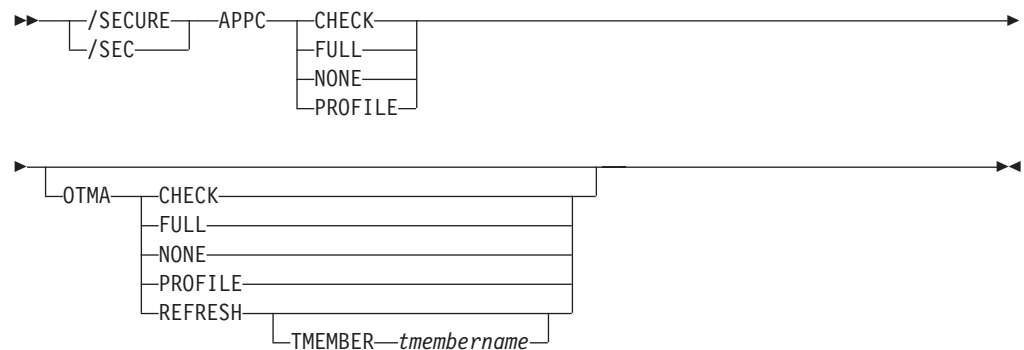 /SECURE APPC CHECK
/SEC FULL
NONE
PROFILE
OTMA CHECK
FULL
NONE
PROFILE
REFRESH
TMEMBER tmembername